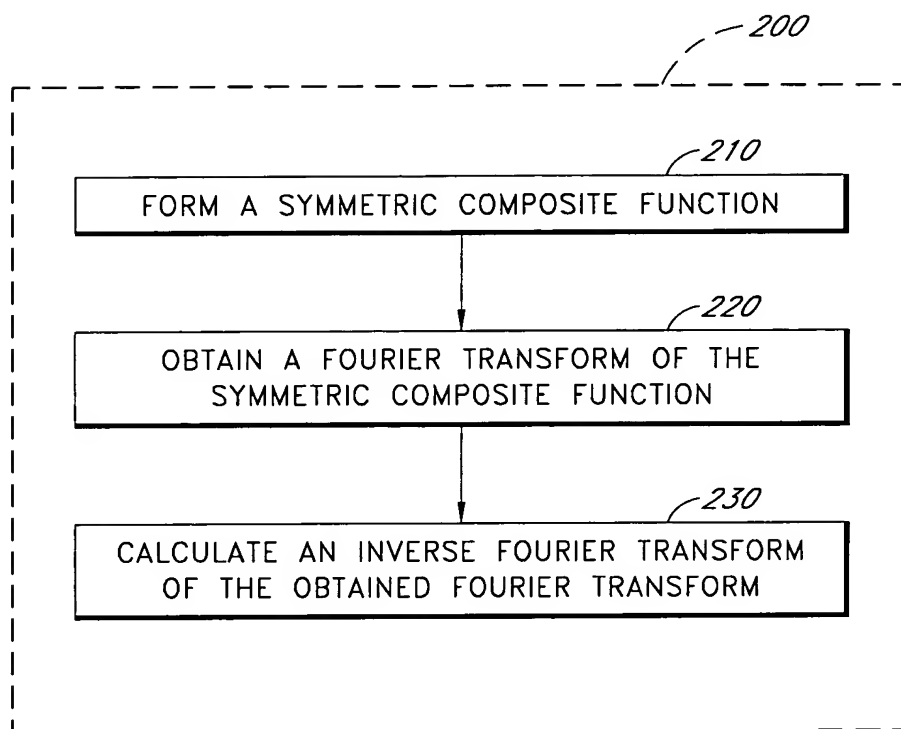 200
210
FORM A SYMMETRIC COMPOSITE FUNCTION
220
OBTAIN A FOURIER TRANSFORM OF THE
SYMMETRIC COMPOSITE FUNCTION
230
CALCULATE AN INVERSE FOURIER TRANSFORM
OF THE OBTAINED FOURIER TRANSFORM